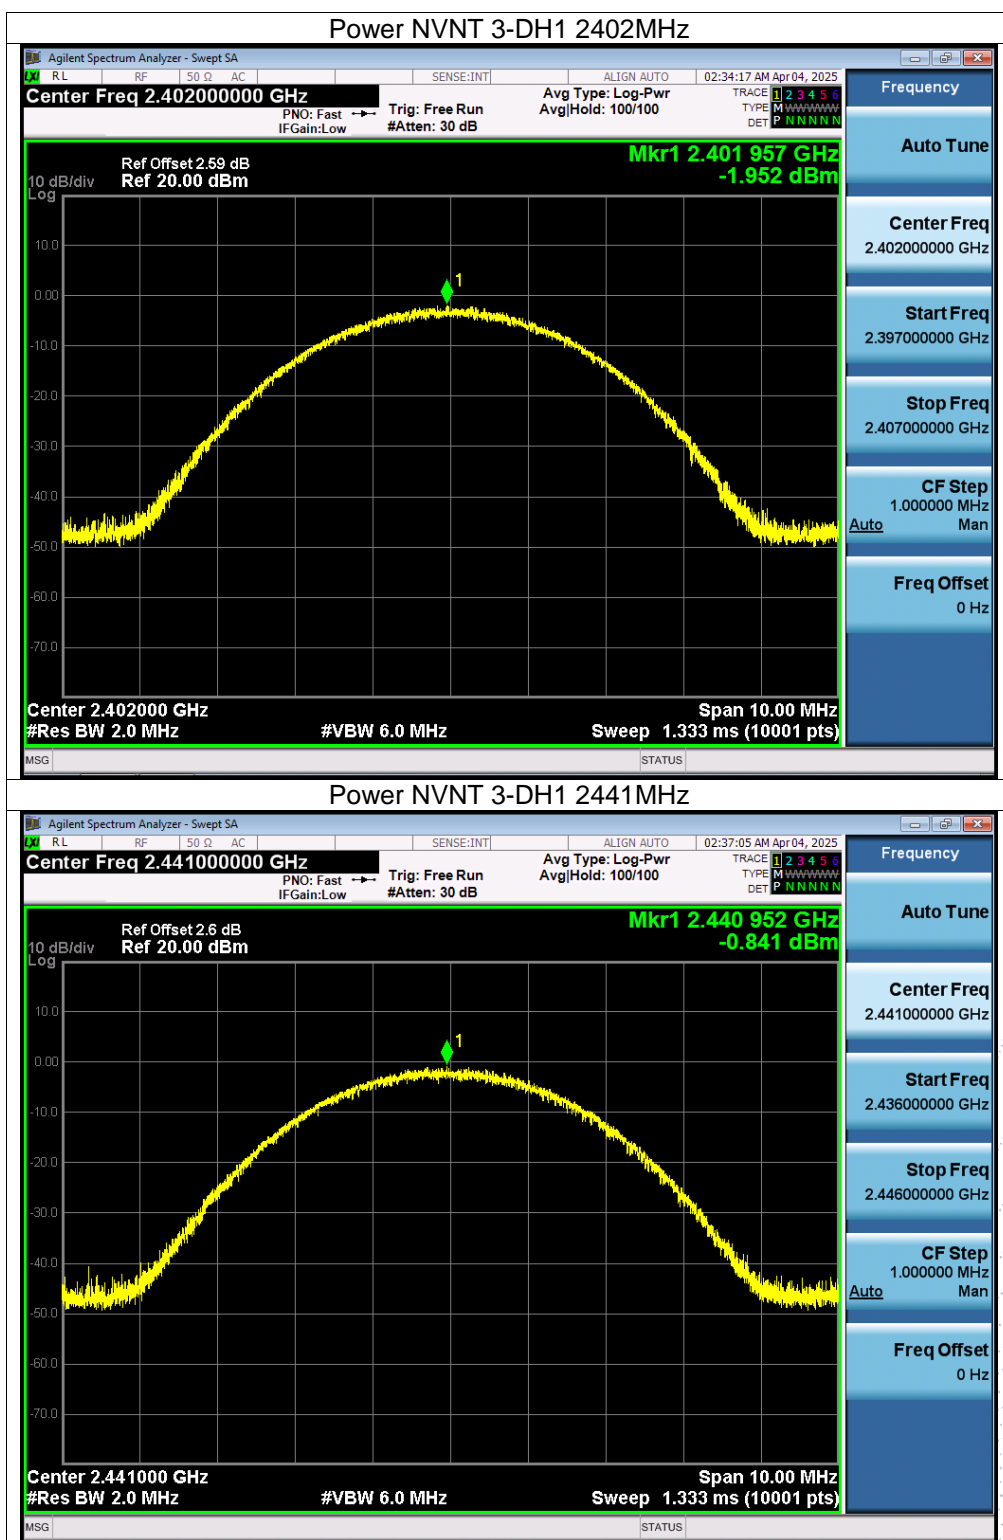 Power NVNT 3-DH1 2402MHz
Agilent Spectrum Analyzer - Swept SA
LXI RL RF 50 Ω AC SENSE:INT ALIGN AUTO 02:34:17 AM Apr 04, 2025
Center Freq 2.402000000 GHz
PNO: Fast
IFGain:Low
Trig: Free Run
#Atten: 30 dB
Avg Type: Log-Pwr
Avg|Hold: 100/100
TRACE 1 2 3 4 5 6
TYPE M WWWWW
DET P N N N N N
Mkr1 2.401 957 GHz
-1.952 dBm
Ref Offset 2.59 dB
10 dB/div Ref 20.00 dBm
Log
1
10.0
0.00
-10.0
-20.0
-30.0
-40.0
-50.0
-60.0
-70.0
Center 2.402000 GHz Span 10.00 MHz
#Res BW 2.0 MHz #VBW 6.0 MHz Sweep 1.333 ms (10001 pts)
MSG STATUS
Frequency
Auto Tune
Center Freq
2.402000000 GHz
Start Freq
2.397000000 GHz
Stop Freq
2.407000000 GHz
CF Step
1.000000 MHz
Auto Man
Freq Offset
0 Hz
Power NVNT 3-DH1 2441MHz
Agilent Spectrum Analyzer - Swept SA
LXI RL RF 50 Ω AC SENSE:INT ALIGN AUTO 02:37:05 AM Apr 04, 2025
Center Freq 2.441000000 GHz
PNO: Fast
IFGain:Low
Trig: Free Run
#Atten: 30 dB
Avg Type: Log-Pwr
Avg|Hold: 100/100
TRACE 1 2 3 4 5 6
TYPE M WWWWW
DET P N N N N N
Mkr1 2.440 952 GHz
-0.841 dBm
Ref Offset 2.6 dB
10 dB/div Ref 20.00 dBm
Log
1
10.0
0.00
-10.0
-20.0
-30.0
-40.0
-50.0
-60.0
-70.0
Center 2.441000 GHz Span 10.00 MHz
#Res BW 2.0 MHz #VBW 6.0 MHz Sweep 1.333 ms (10001 pts)
MSG STATUS
Frequency
Auto Tune
Center Freq
2.441000000 GHz
Start Freq
2.436000000 GHz
Stop Freq
2.446000000 GHz
CF Step
1.000000 MHz
Auto Man
Freq Offset
0 Hz